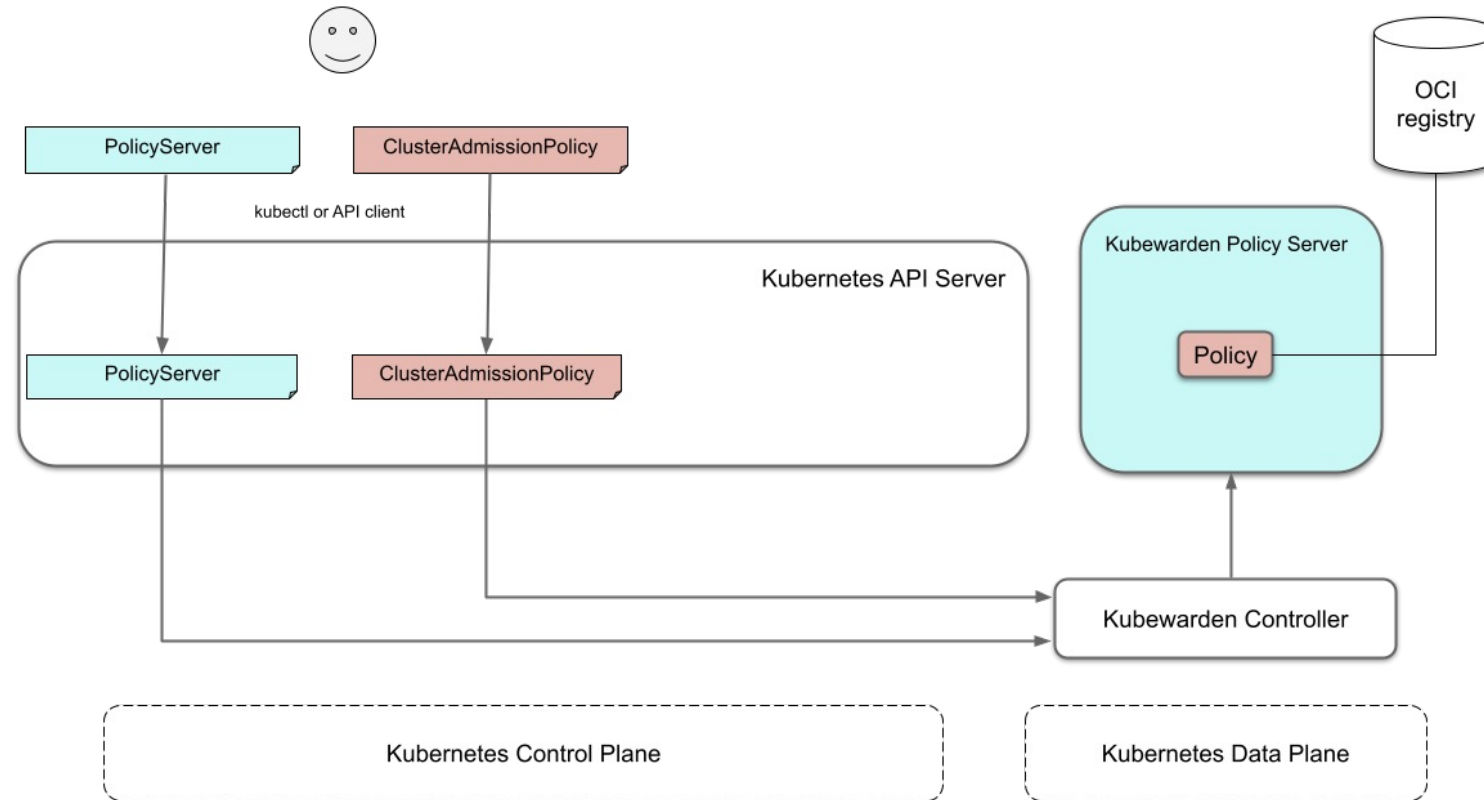 PolicyServer
ClusterAdmissionPolicy
OCI
registry
kubectl or API client
Kubernetes API Server
Kubewarden Policy Server
Policy
PolicyServer
ClusterAdmissionPolicy
Kubewarden Controller
Kubernetes Control Plane
Kubernetes Data Plane